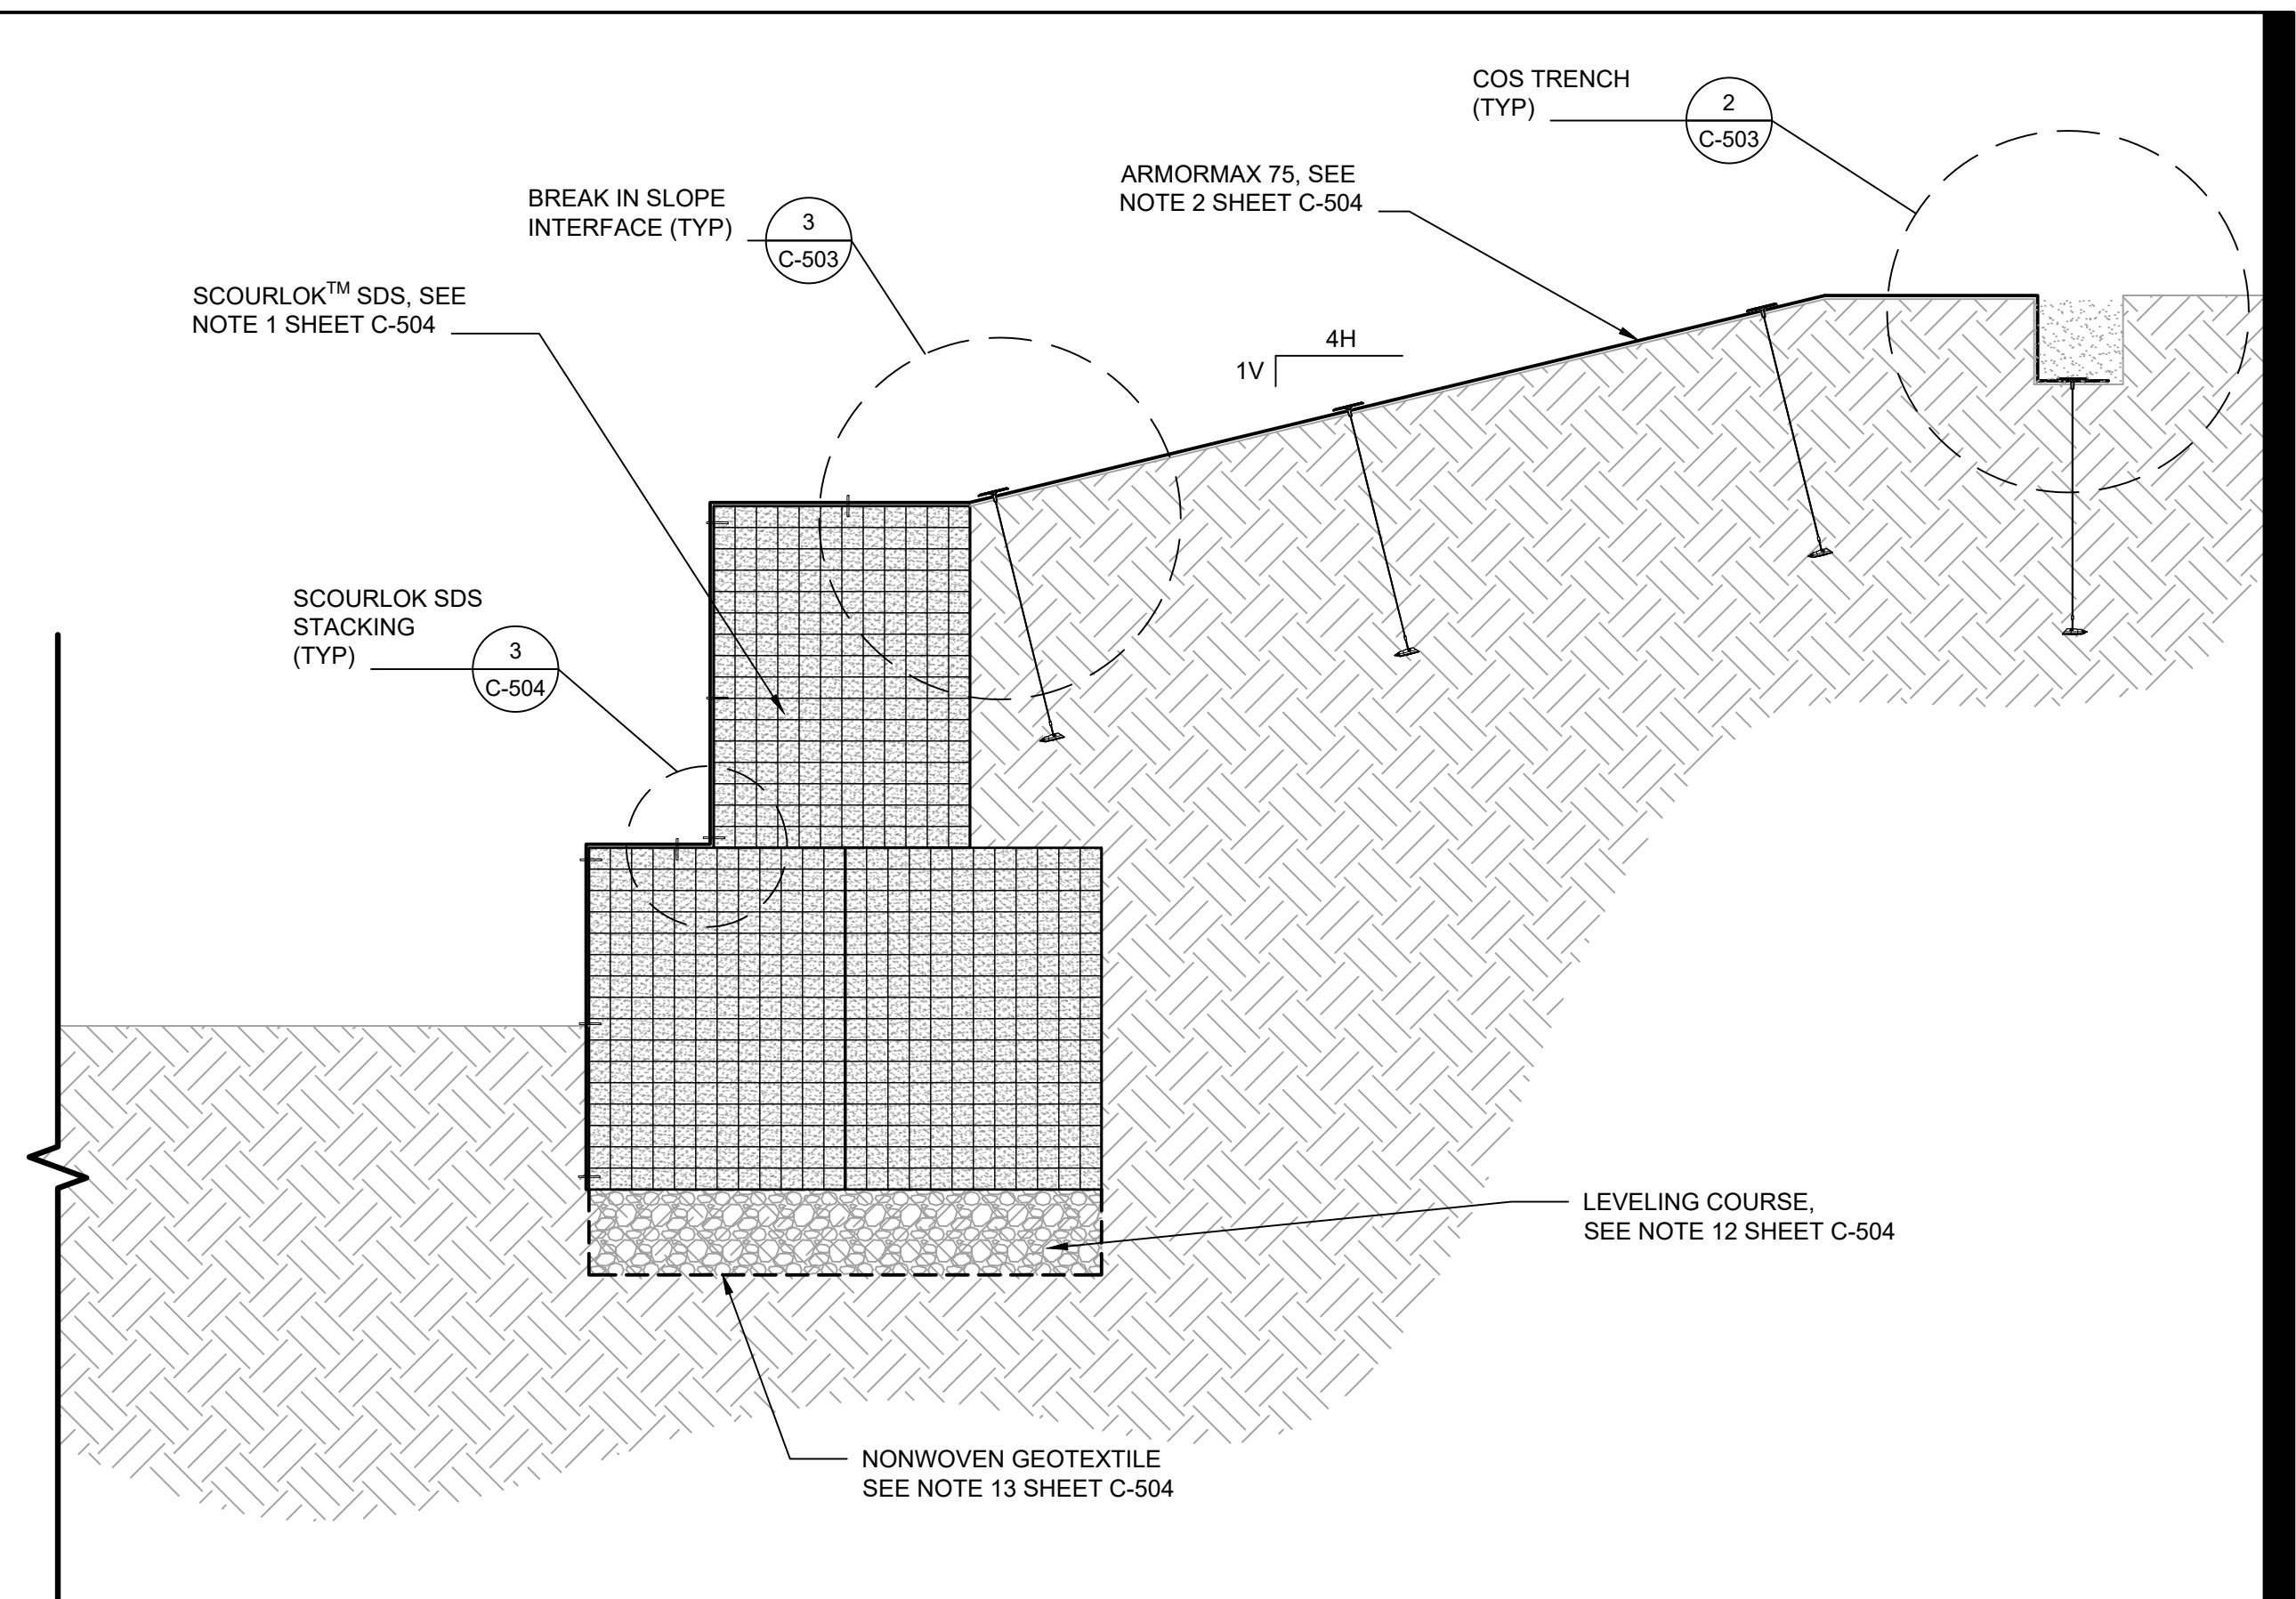 COS TRENCH
(TYP)
2
C-503
ARMORMAX 75, SEE
NOTE 2 SHEET C-504
BREAK IN SLOPE
INTERFACE (TYP)
3
C-503
SCOURLOK™ SDS, SEE
NOTE 1 SHEET C-504
4H
1V
SCOURLOK SDS
STACKING
(TYP)
3
C-504
LEVELING COURSE,
SEE NOTE 12 SHEET C-504
NONWOVEN GEOTEXTILE
SEE NOTE 13 SHEET C-504